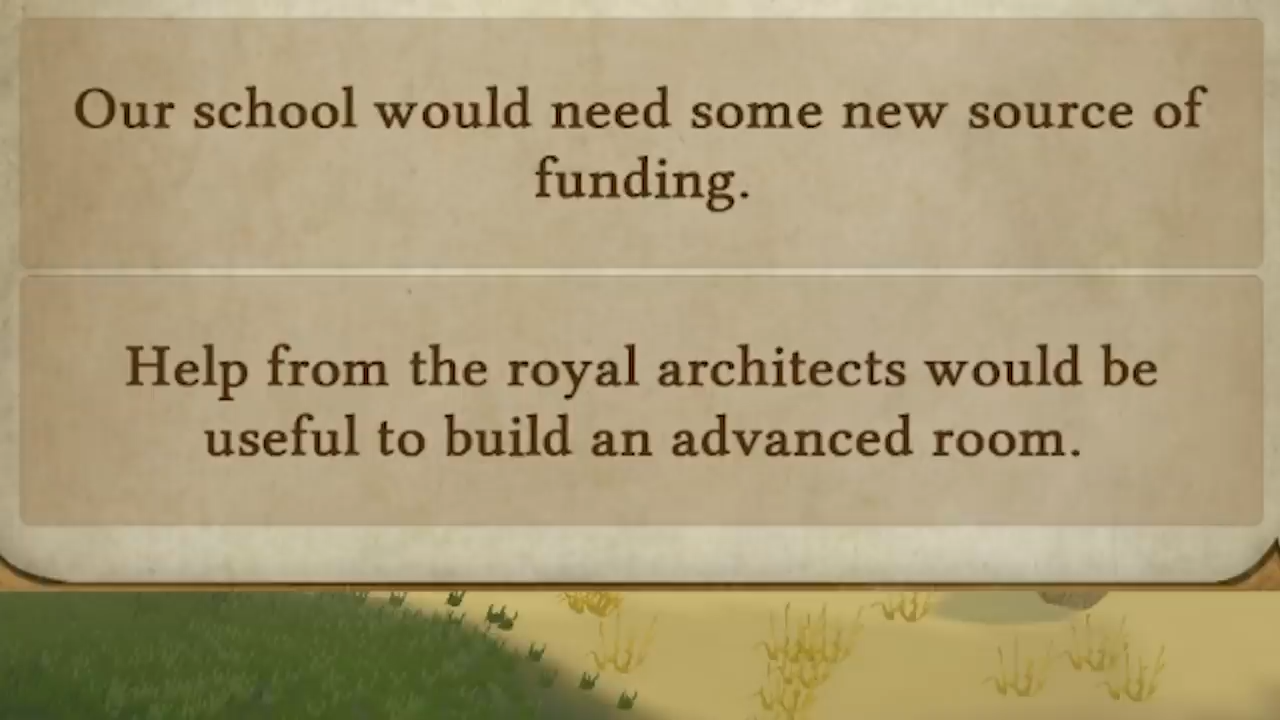 Our school would need some new source of
funding.
Help from the royal architects would be
useful to build an advanced room.